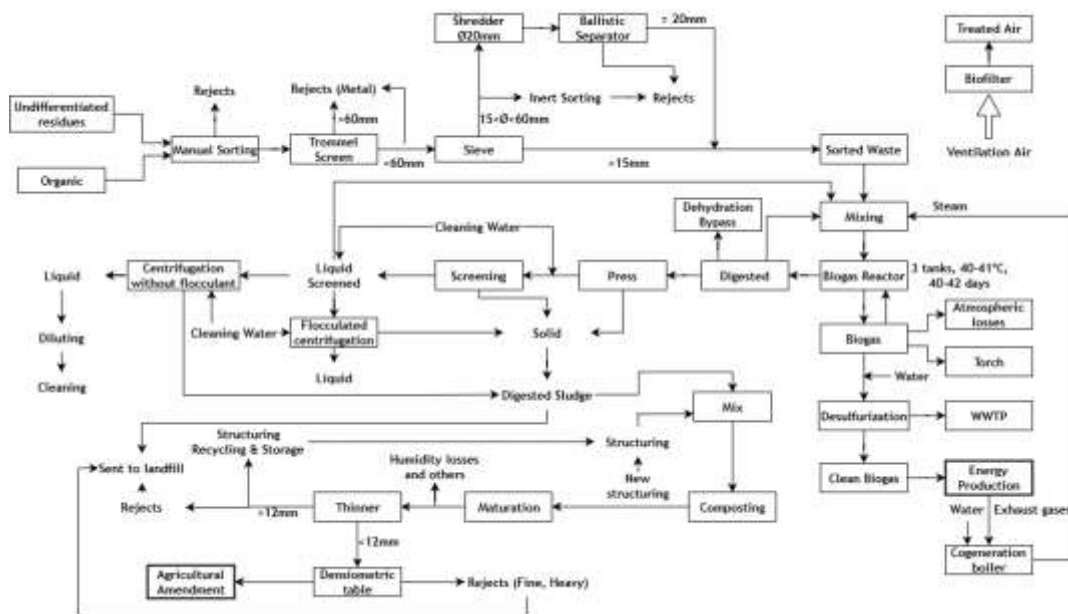 Shredder
Ø20mm
Ballistic
Separator
= 20mm
Treated Air
Biofilter
Ventilation Air
Rejects
Rejects (Metal)
Inert Sorting
Rejects
Undifferentiated
residues
>60mm
15<Ø<60mm
Manual Sorting
Trommel
Screen
Sieve
Sorted Waste
<60mm
<15mm
Organic
Steam
Dehydration
Bypass
Mixing
Cleaning Water
Liquid
Centrifugation
without flocculant
Liquid
Screened
Screening
Press
Digested
Biogas Reactor
3 tanks, 40-41°C,
40-42 days
Atmospheric
losses
Diluting
Cleaning Water
Flocculated
centrifugation
Solid
Biogas
Torch
Cleaning
Liquid
Water
Digested Sludge
Mix
Desulfurization
WWTP
Structuring
Recycling & Storage
Structuring
Sent to landfill
Humidity losses
and others
New
structuring
Clean Biogas
Energy
Production
Rejects
>12mm
Thinner
Maturation
Composting
Water
Exhaust gases
<12mm
Cogeneration
boiler
Agricultural
Amendment
Densiometric
table
Rejects (Fine, Heavy)